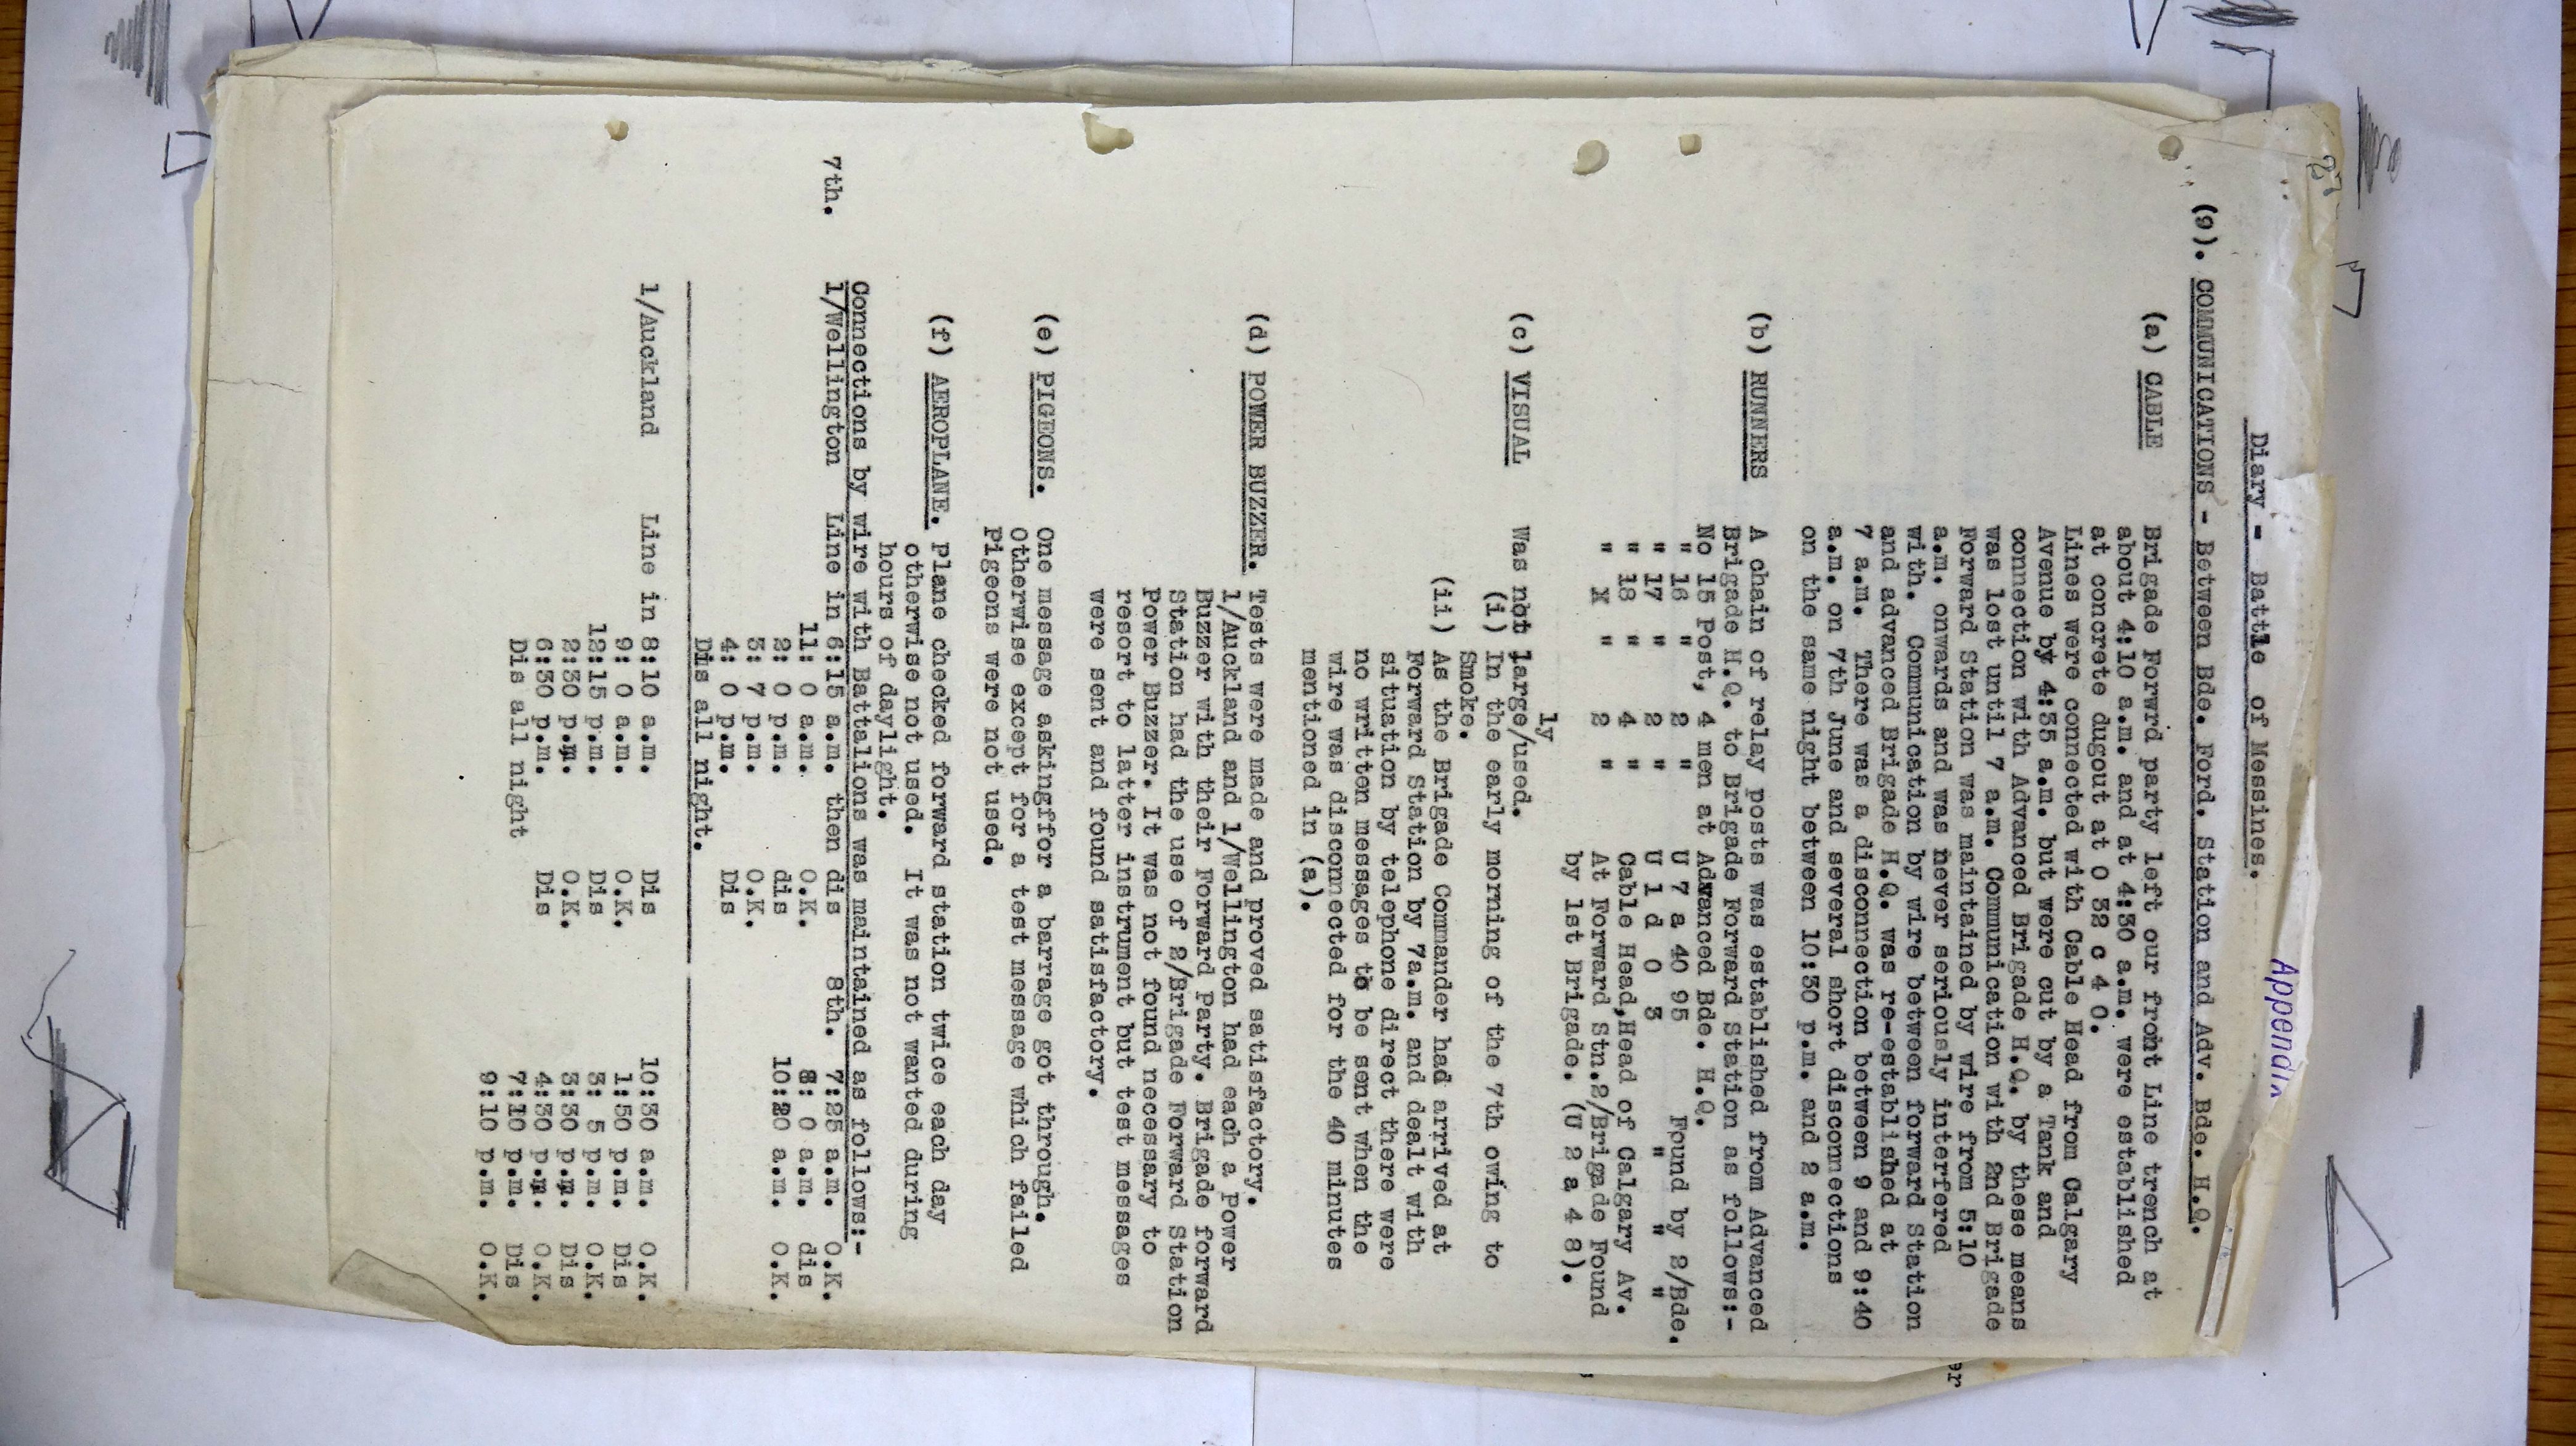 27
Appendix
Diary - Battle of Messines.
(9). COMMUNICATIONS - Between Bde. Ford. Station and Adv. Bde. H.Q.
(a) CABLE Brigade Forwrd party left our front Line trench at
about 4:10 a.m. and at 4:30 a.m. were established
at concrete dugout at O 32 c 4 0.
Lines were connected with Cable Head from Calgary
Avenue by 4:35 a.m. but were cut by a Tank and
connection with Advanced Brigade H.Q. by these means
was lost until 7 a.m. Communication with 2nd Brigade
Forward Station was maintained by wire from 5:10
a.m. onwards and was never seriously interfered
with. Communication by wire between forward Station
and advanced Brigade H.Q. was re-established at
7 a.m. There was a disconnection between 9 and 9:40
a.m. on 7th June and several short disconnections
on the same night between 10:30 p.m. and 2 a.m.
(b) RUNNERS A chain of relay posts was established from Advanced
Brigade H.Q. to Brigade Forward Station as follows:-
No 15 Post, 4 men at Advanced Bde. H.Q.
" 16 " 2 " U 7 a 40 95 Found by 2/Bde.
" 17 " 2 " U 1 d 0 3 " " "
" 18 " 4 " Cable Head, Head of Calgary Av.
" X " 2 " At Forward Stn. 2/Brigade Found
by 1st Brigade. (U 2 a 4 8).
ly
(c) VISUAL Was not large/used.
(i) In the early morning of the 7th owing to
Smoke.
(ii) As the Brigade Commander had arrived at
Forward Station by 7a.m. and dealt with
situation by telephone direct there were
no written messages to be sent when the
wire was disconnected for the 40 minutes
mentioned in (a).
(d) POWER BUZZER. Tests were made and proved satisfactory.
1/Auckland and 1/Wellington had each a Power
Buzzer with their Forward Party. Brigade forward
Station had the use of 2/Brigade Forward Station
Power Buzzer. It was not found necessary to
resort to latter instrument but test messages
were sent and found satisfactory.
(e) PIGEONS. One message askingffor a barrage got through.
Otherwise except for a test message which failed
Pigeons were not used.
(f) AEROPLANE. Plane checked forward station twice each day
otherwise not used. It was not wanted during
hours of daylight.
Connections by wire with Battalions was maintained as follows:-
7th. 1/Wellington Line in 6:15 a.m. then dis 8th. 7:25 a.m. O.K.
11: 0 a.m. O.K. 8: 0 a.m. dis
2: 0 p.m. dis 10:20 a.m. O.K.
3: 7 p.m. O.K.
4: 0 p.m. Dis
Dis all night.
1/Auckland Line in 8:10 a.m. Dis 10:30 a.m. O.K.
9: 0 a.m. O.K. 1:50 p.m. Dis
12:15 p.m. Dis 3: 5 p.m. O.K.
2:30 p.m. O.K. 3:30 p.m. Dis
6:30 p.m. Dis 4:30 p.m. O.K.
Dis all night 7:10 p.m. Dis
9:10 p.m. O.K.
er